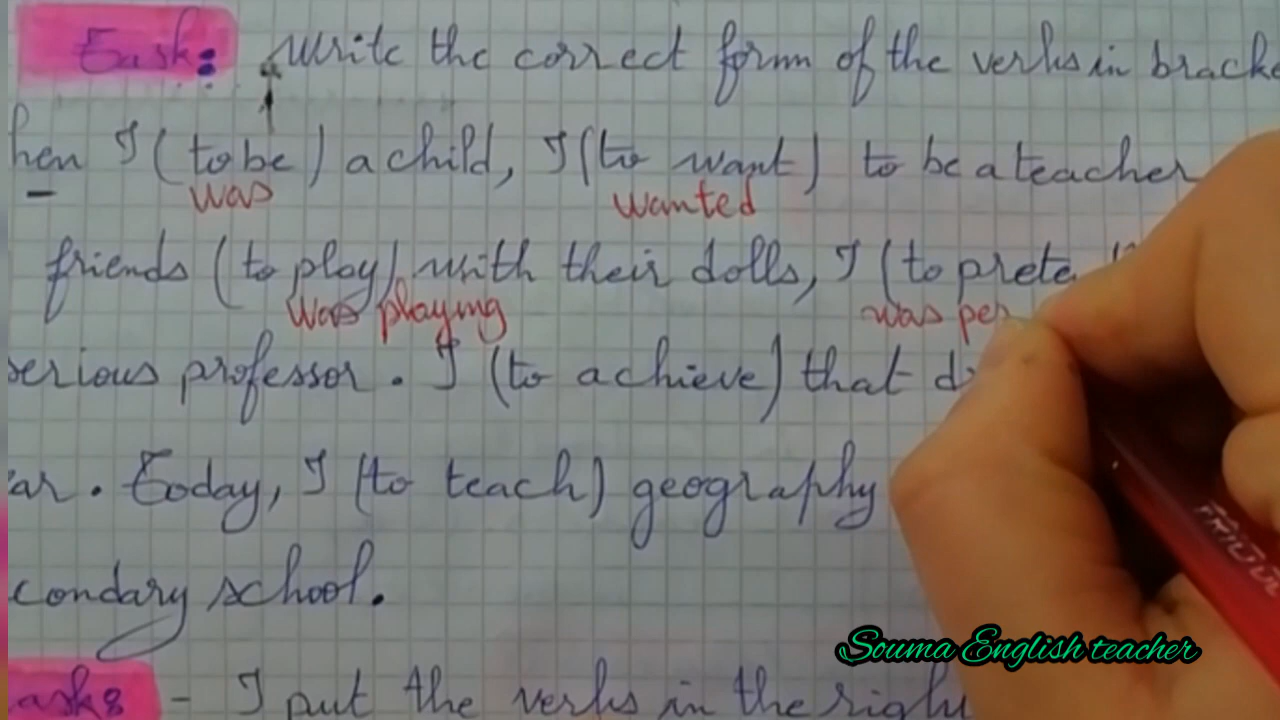 Task: Write the correct form of the verbs in bracke
hen I (to be) a child, I (to want) to be a teacher
was wanted
friends (to play) with their dolls, I (to prete
was playing was per
serious professor. I (to achieve) that d
ar. Today, I (to teach) geography
condary school.
Souma English teacher
ask: - I put the verbs in the righ